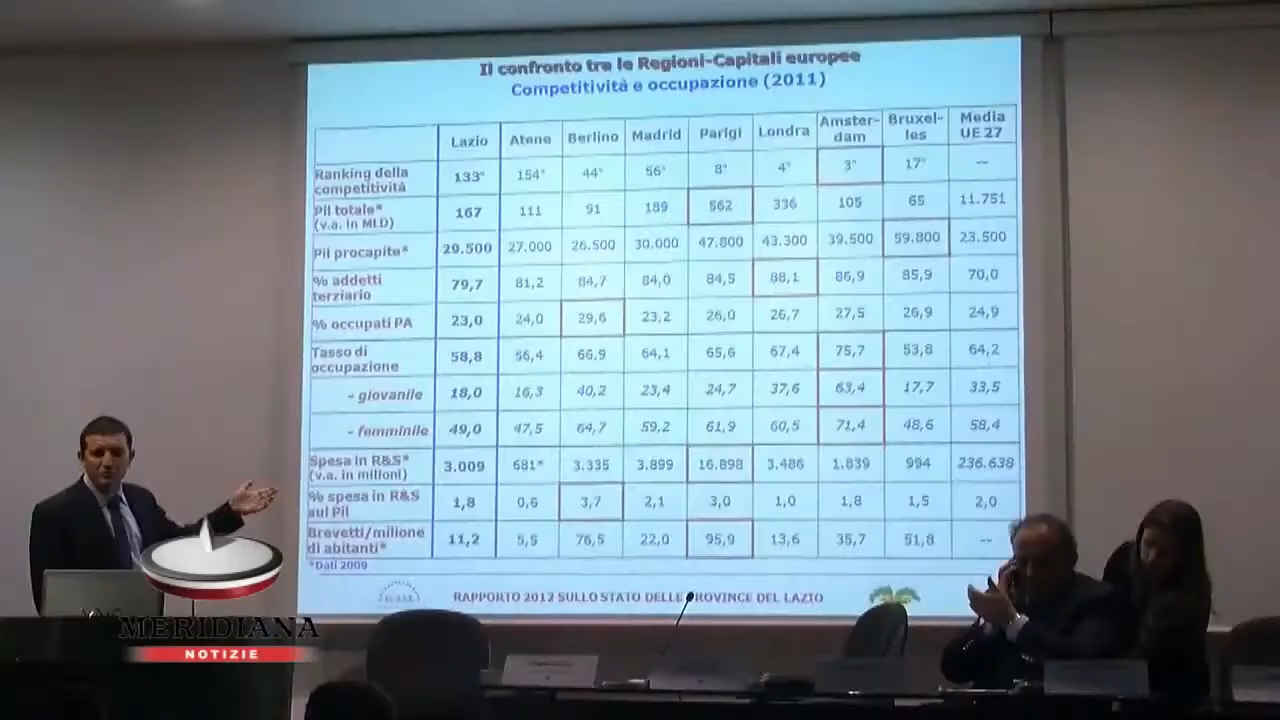 Il confronto tra le Regioni-Capitali europee
Competitività e occupazione (2011)
Lazio Atene Berlino Madrid Parigi Londra Amster-dam Bruxel-les Media UE 27
Ranking della competitività 133° 154° 44° 56° 8° 4° 3° 17° --
Pil totale* (v.a. in MLD) 167 111 91 189 562 336 105 65 11.751
Pil procapite* 29.500 27.000 26.500 30.000 47.800 43.300 39.500 59.800 23.500
% addetti terziario 79,7 81,2 84,7 84,0 84,5 88,1 86,9 85,9 70,0
% occupati PA 23,0 24,0 29,6 23,2 26,0 26,7 27,5 26,9 24,9
Tasso di occupazione 58,8 56,4 66,9 64,1 65,6 67,4 75,7 53,8 64,2
- giovanile 18,0 16,3 40,2 23,4 24,7 37,6 63,4 17,7 33,5
- femminile 49,0 47,5 64,7 59,2 61,9 60,5 71,4 48,6 58,4
Spesa in R&S* (v.a. in milioni) 3.009 681* 3.335 3.899 16.898 3.486 1.839 994 236.638
% spesa in R&S sul Pil 1,8 0,6 3,7 2,1 3,0 1,0 1,8 1,5 2,0
Brevetti/milione di abitanti* 11,2 5,5 76,5 22,0 95,9 13,6 35,7 51,8 --
*Dati 2009
RAPPORTO 2012 SULLO STATO DELLE PROVINCE DEL LAZIO
MERIDIANA
NOTIZIE